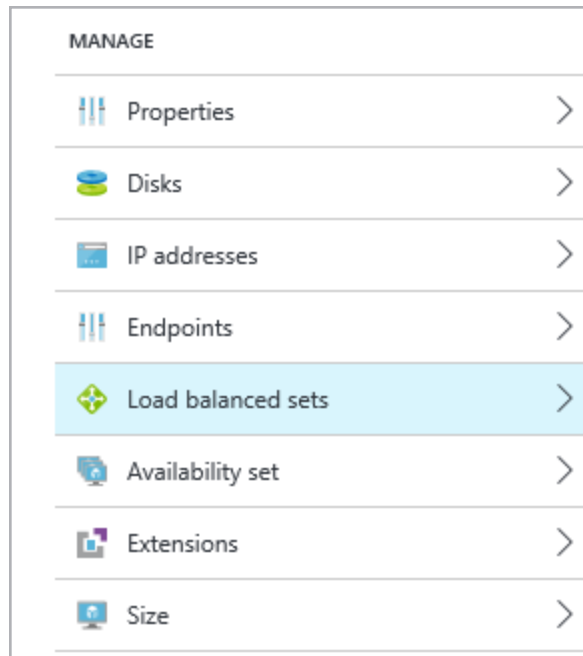 MANAGE
Properties
Disks
IP addresses
Endpoints
Load balanced sets
Availability set
Extensions
Size